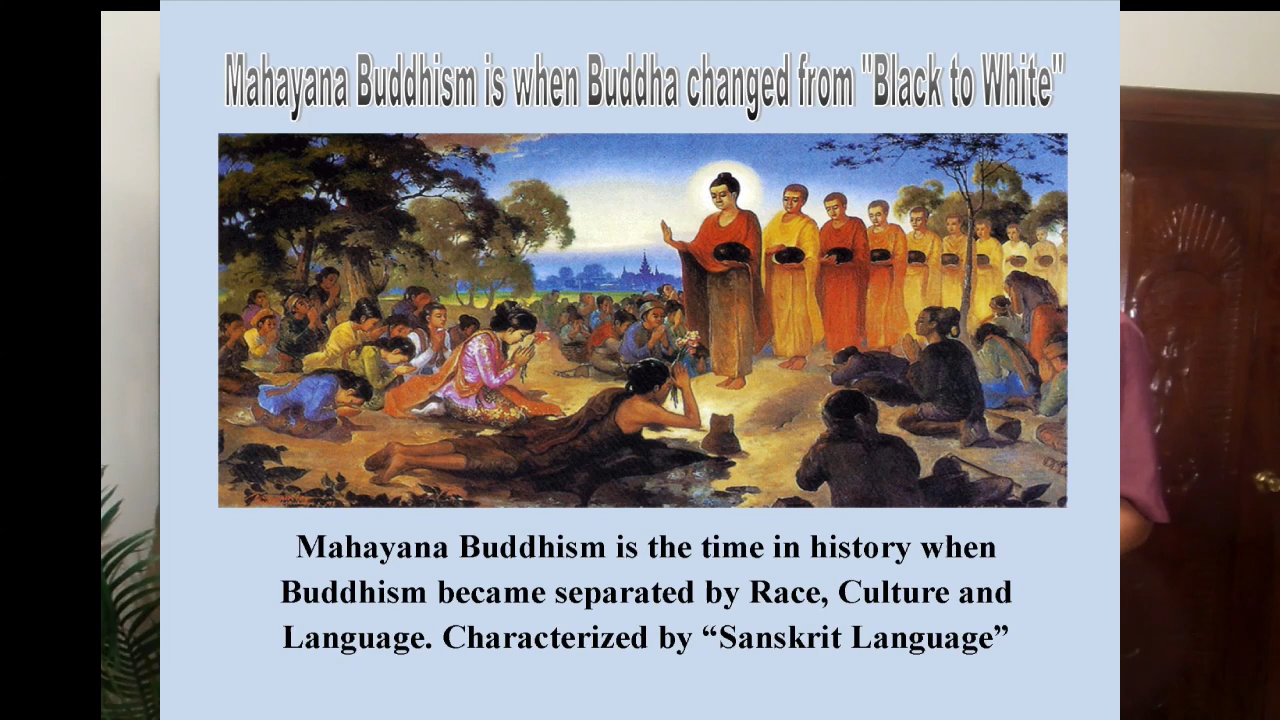 Mahayana Buddhism is when Buddha changed from "Black to White"
Mahayana Buddhism is the time in history when
Buddhism became separated by Race, Culture and
Language. Characterized by “Sanskrit Language”